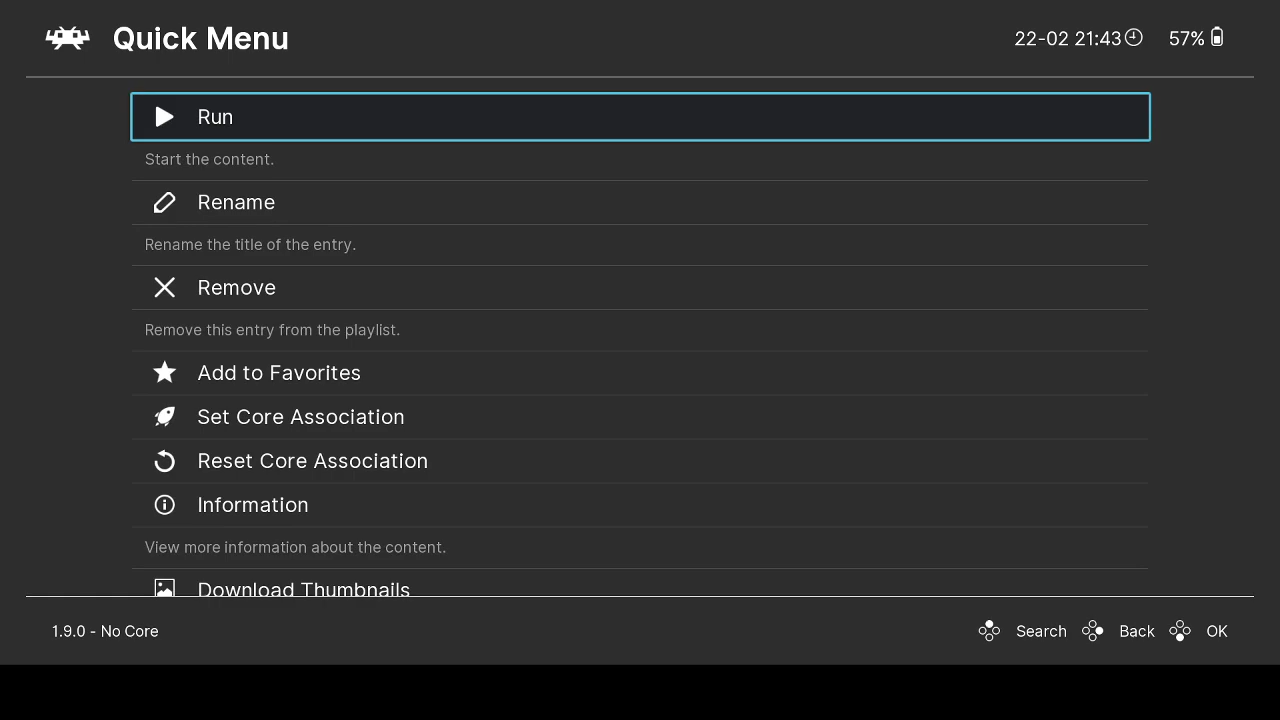 Quick Menu
22-02 21:43
57%
Run
Start the content.
Rename
Rename the title of the entry.
Remove
Remove this entry from the playlist.
Add to Favorites
Set Core Association
Reset Core Association
Information
View more information about the content.
Download Thumbnails
1.9.0 - No Core
Search
Back
OK